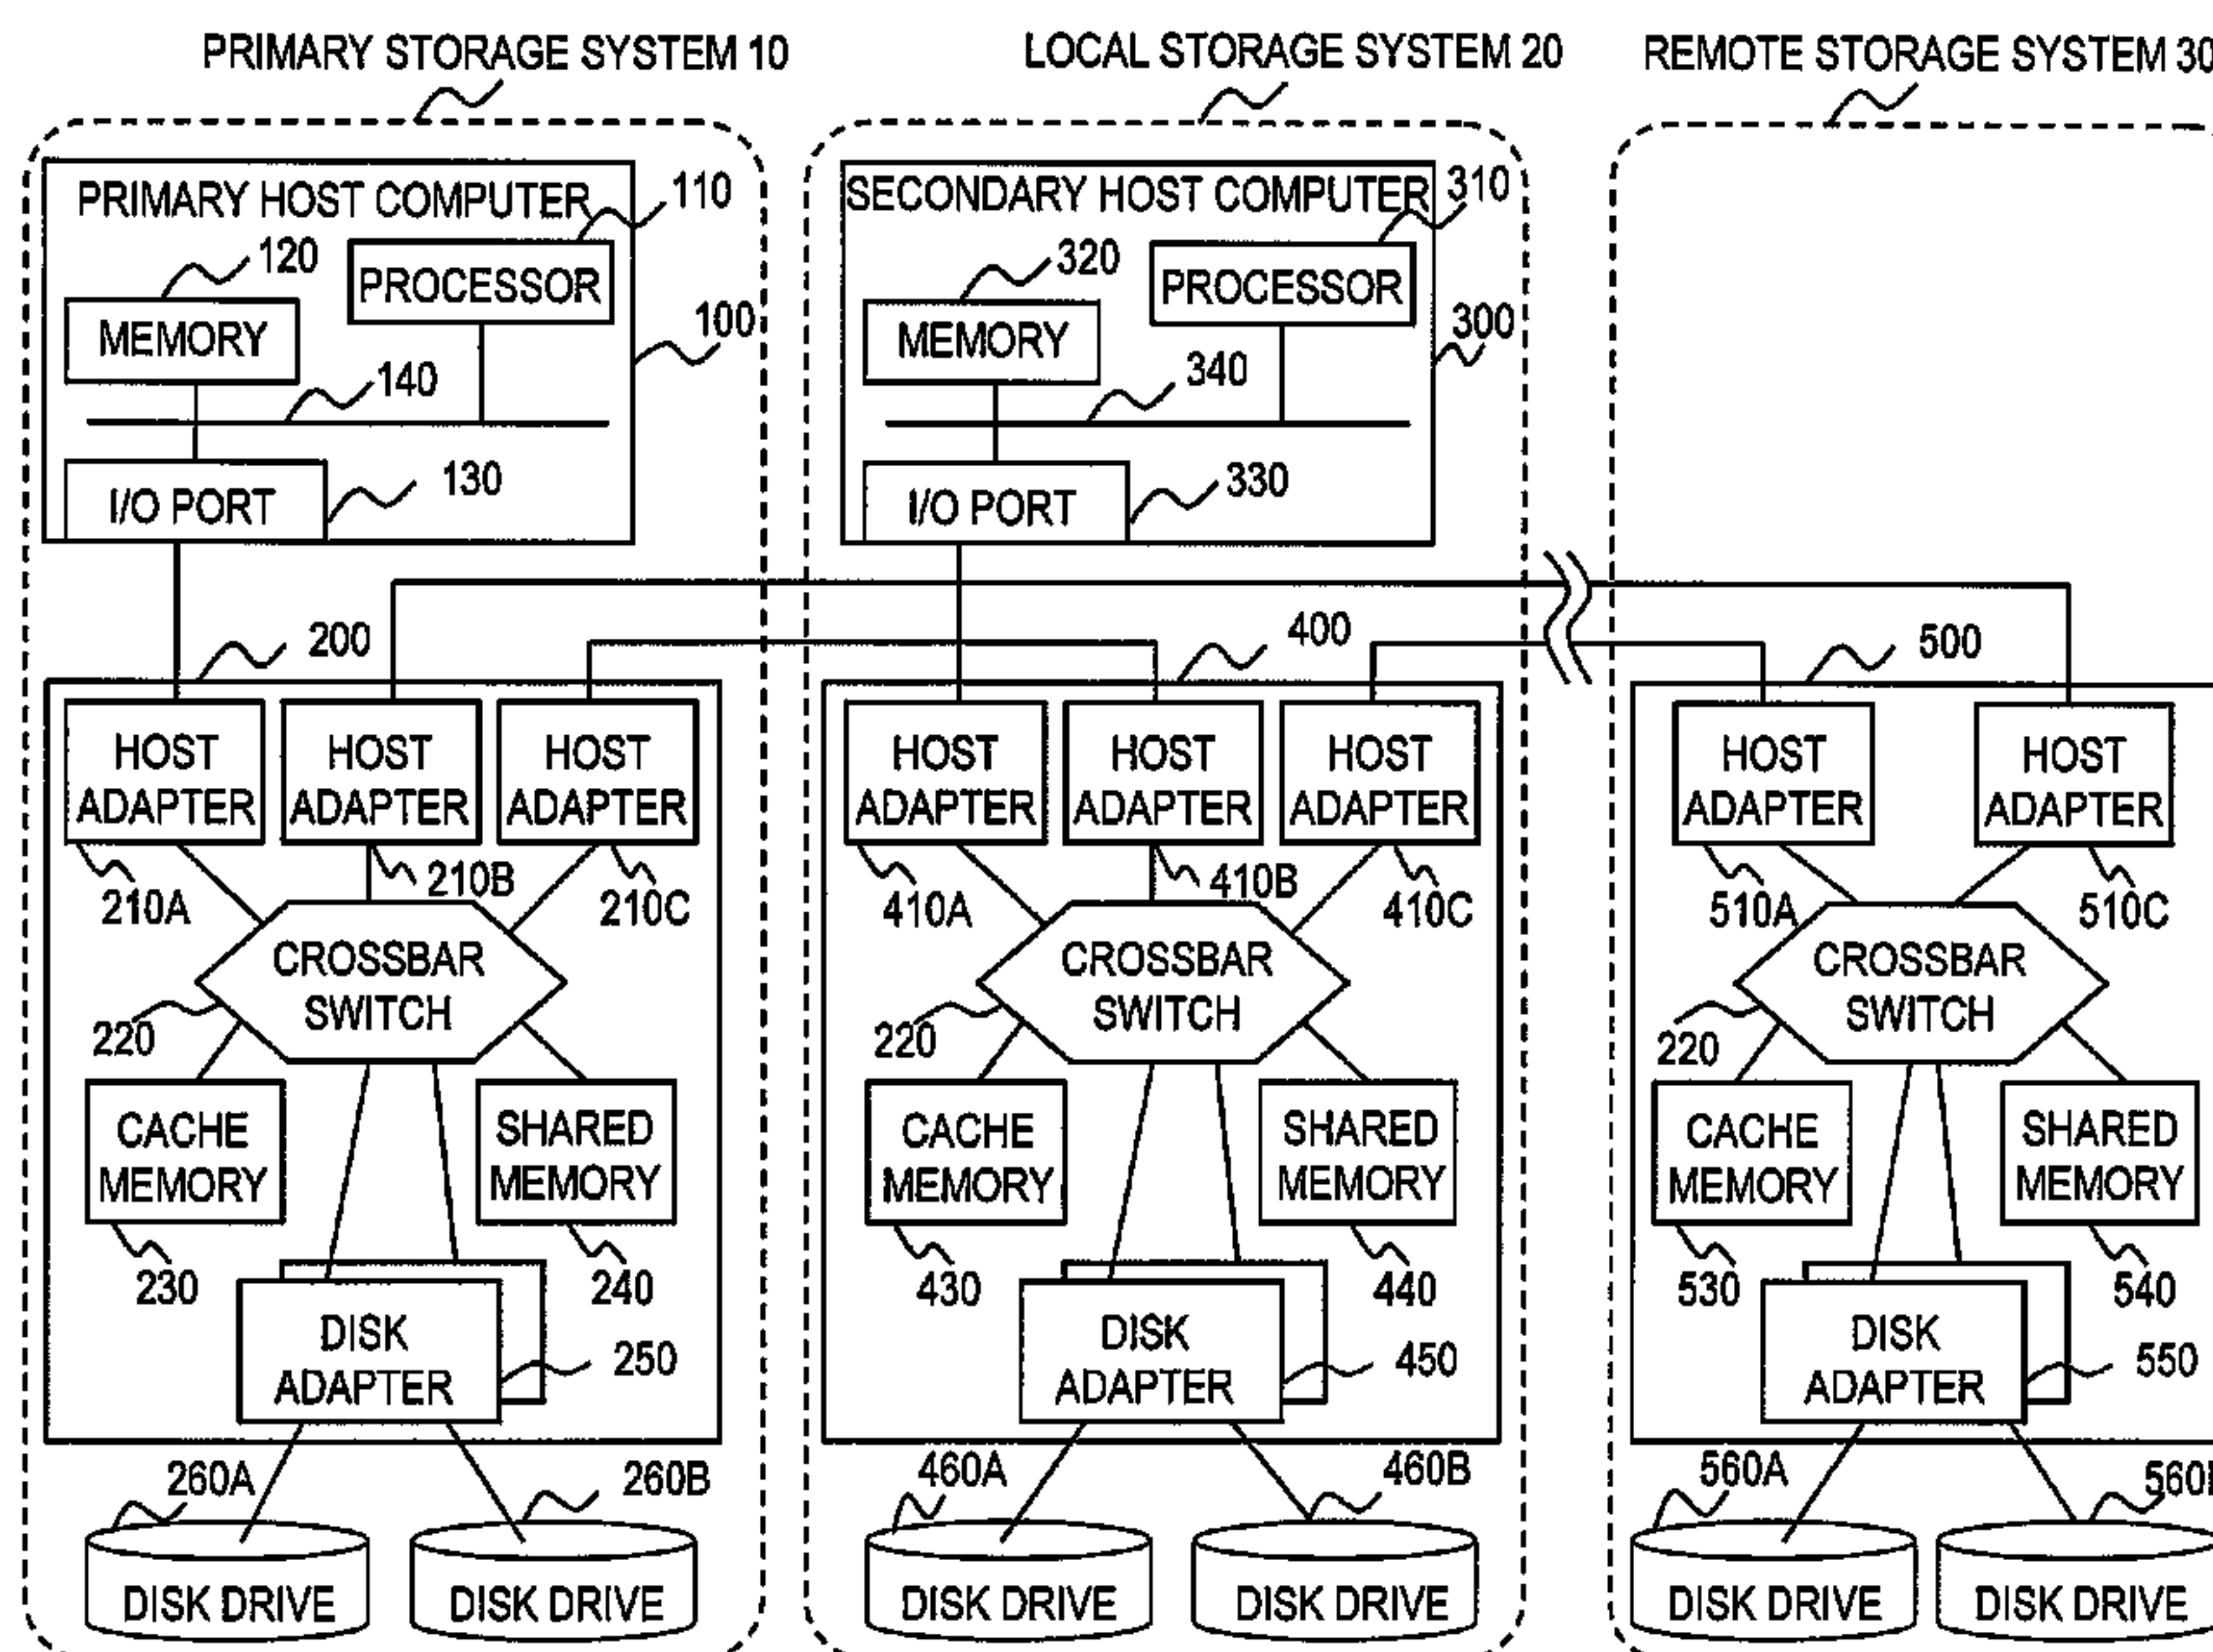 PRIMARY STORAGE SYSTEM 10
LOCAL STORAGE SYSTEM 20
REMOTE STORAGE SYSTEM 30
PRIMARY HOST COMPUTER
110
120
PROCESSOR
MEMORY
100
140
130
I/O PORT
SECONDARY HOST COMPUTER
310
320
PROCESSOR
MEMORY
300
340
330
I/O PORT
200
400
500
HOST
ADAPTER
HOST
ADAPTER
HOST
ADAPTER
210A
210B
210C
CROSSBAR
SWITCH
220
CACHE
MEMORY
SHARED
MEMORY
230
240
DISK
ADAPTER
250
260A
260B
DISK DRIVE
DISK DRIVE
HOST
ADAPTER
HOST
ADAPTER
HOST
ADAPTER
410A
410B
410C
CROSSBAR
SWITCH
220
CACHE
MEMORY
SHARED
MEMORY
430
440
DISK
ADAPTER
450
460A
460B
DISK DRIVE
DISK DRIVE
HOST
ADAPTER
HOST
ADAPTER
510A
510C
CROSSBAR
SWITCH
220
CACHE
MEMORY
SHARED
MEMORY
530
540
DISK
ADAPTER
550
560A
DISK DRIVE
DISK DRIVE